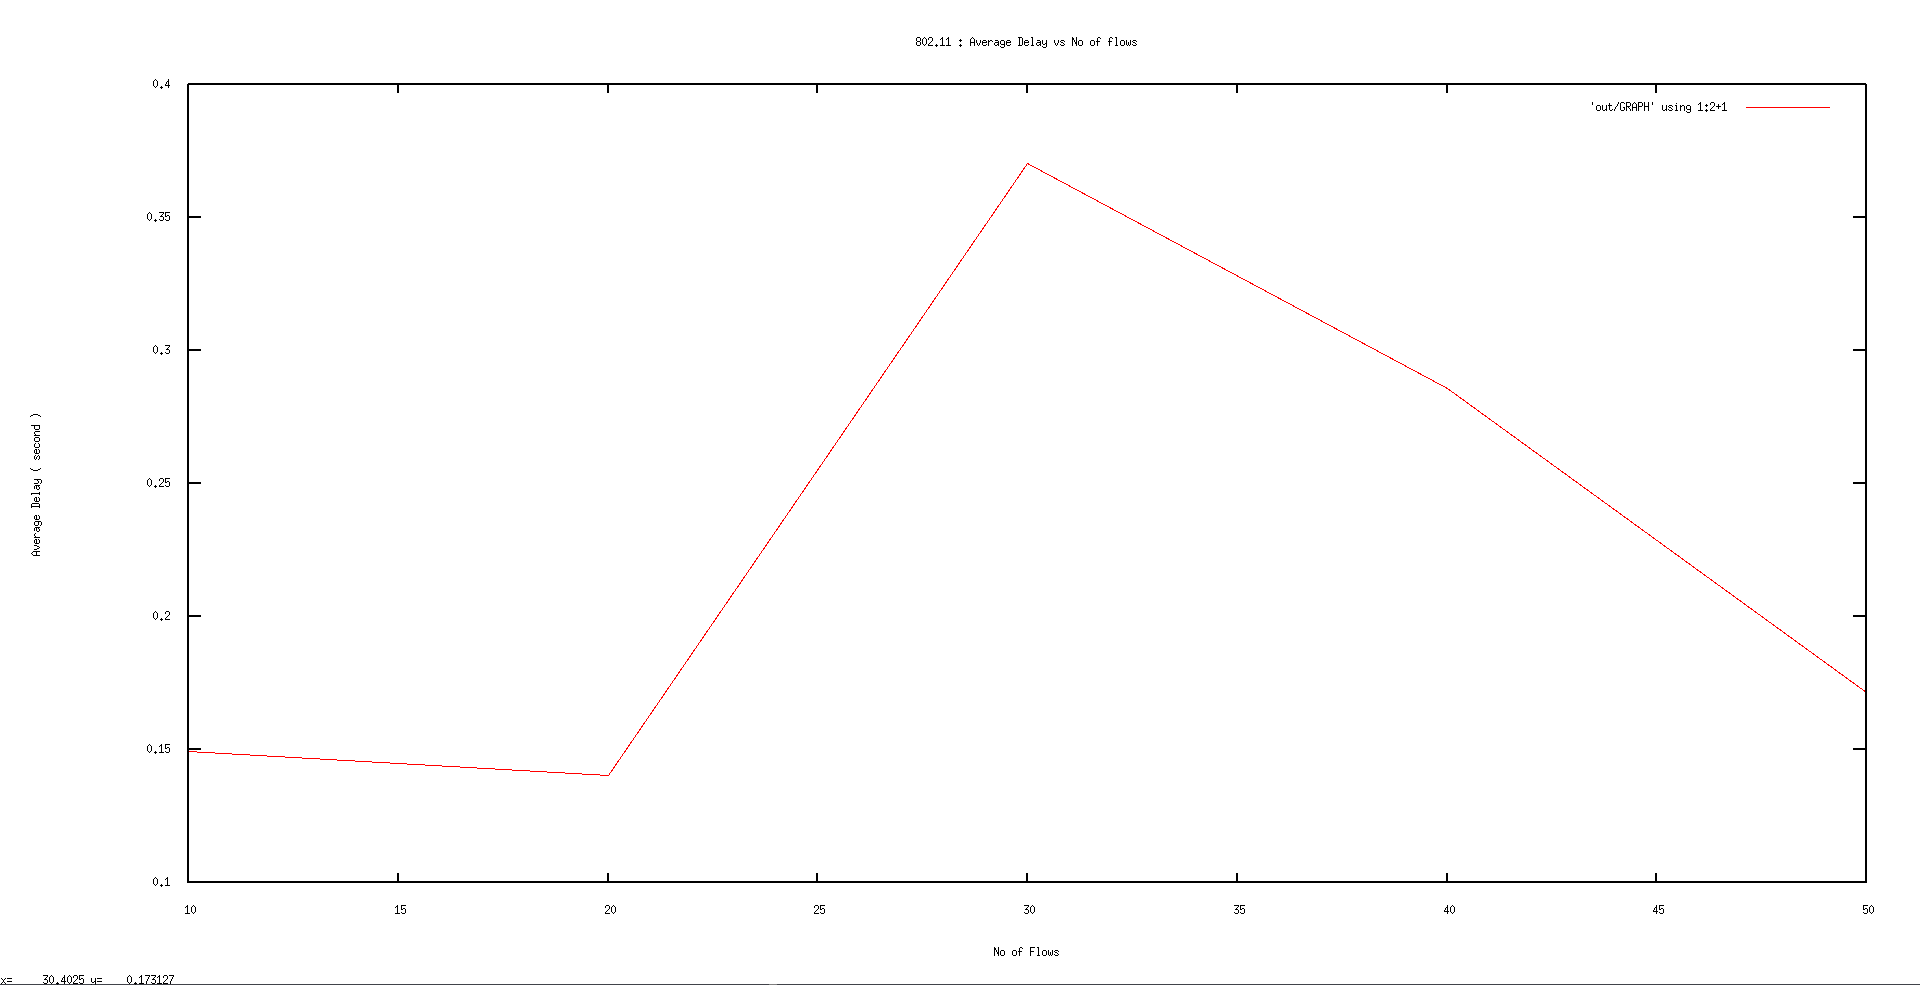 802.11 : Average Delay vs No of flows
'out/GRAPH' using 1:2+1
0.4
0.35
0.3
0.25
0.2
0.15
0.1
Average Delay ( second )
10 15 20 25 30 35 40 45 50
No of Flows
x= 30.4025 y= 0.173127